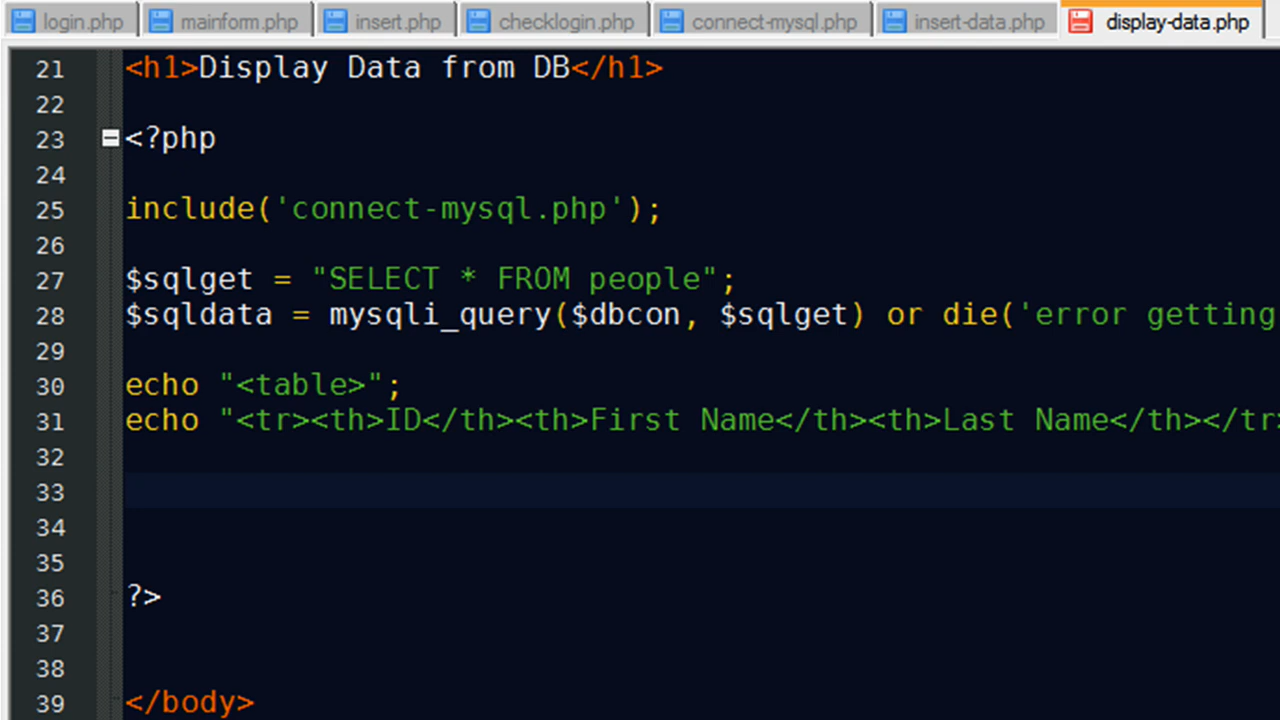 login.php mainform.php insert.php checklogin.php connect-mysql.php insert-data.php display-data.php
21 <h1>Display Data from DB</h1>
22
23 <?php
24
25 include('connect-mysql.php');
26
27 $sqlget = "SELECT * FROM people";
28 $sqldata = mysqli_query($dbcon, $sqlget) or die('error getting
29
30 echo "<table>";
31 echo "<tr><th>ID</th><th>First Name</th><th>Last Name</th></tr>
32
33
34
35
36 ?>
37
38
39 </body>